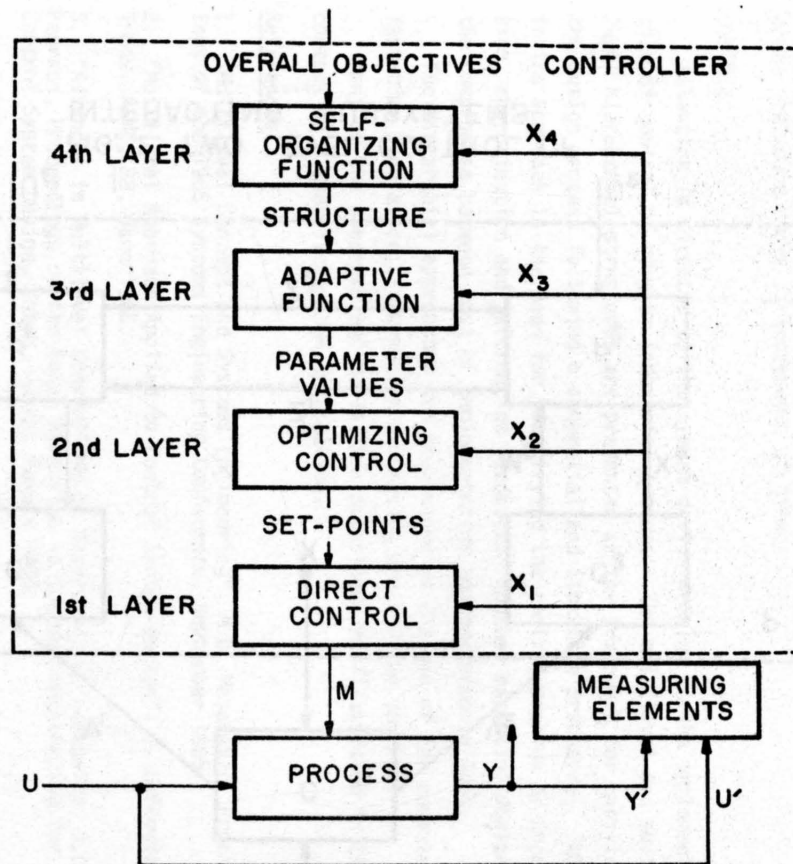 OVERALL OBJECTIVES CONTROLLER
SELF-
ORGANIZING
FUNCTION
4th LAYER
X4
STRUCTURE
ADAPTIVE
FUNCTION
3rd LAYER
X3
PARAMETER
VALUES
OPTIMIZING
CONTROL
2nd LAYER
X2
SET-POINTS
DIRECT
CONTROL
1st LAYER
X1
M
MEASURING
ELEMENTS
PROCESS
U
Y
Y'
U'